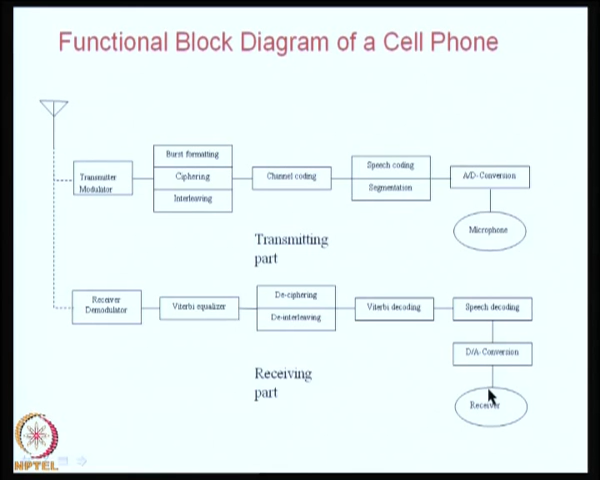 Functional Block Diagram of a Cell Phone
Transmitter
Modulator
Burst formatting
Ciphering
Interleaving
Channel coding
Speech coding
Segmentation
A/D-Conversion
Microphone
Transmitting
part
Receiver
Demodulator
Viterbi equalizer
De-ciphering
De-interleaving
Viterbi decoding
Speech decoding
D/A-Conversion
Receiver
Receiving
part
NPTEL